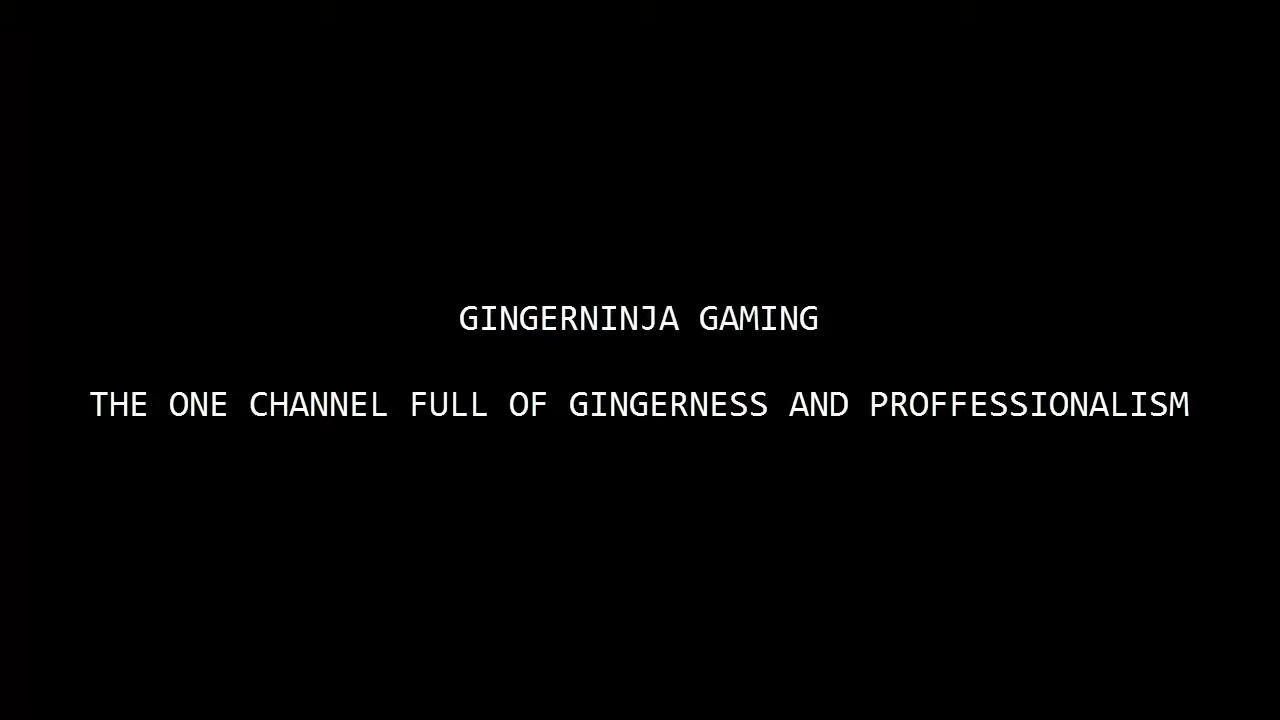 GINGERNINJA GAMING
THE ONE CHANNEL FULL OF GINGERNESS AND PROFFESSIONALISM